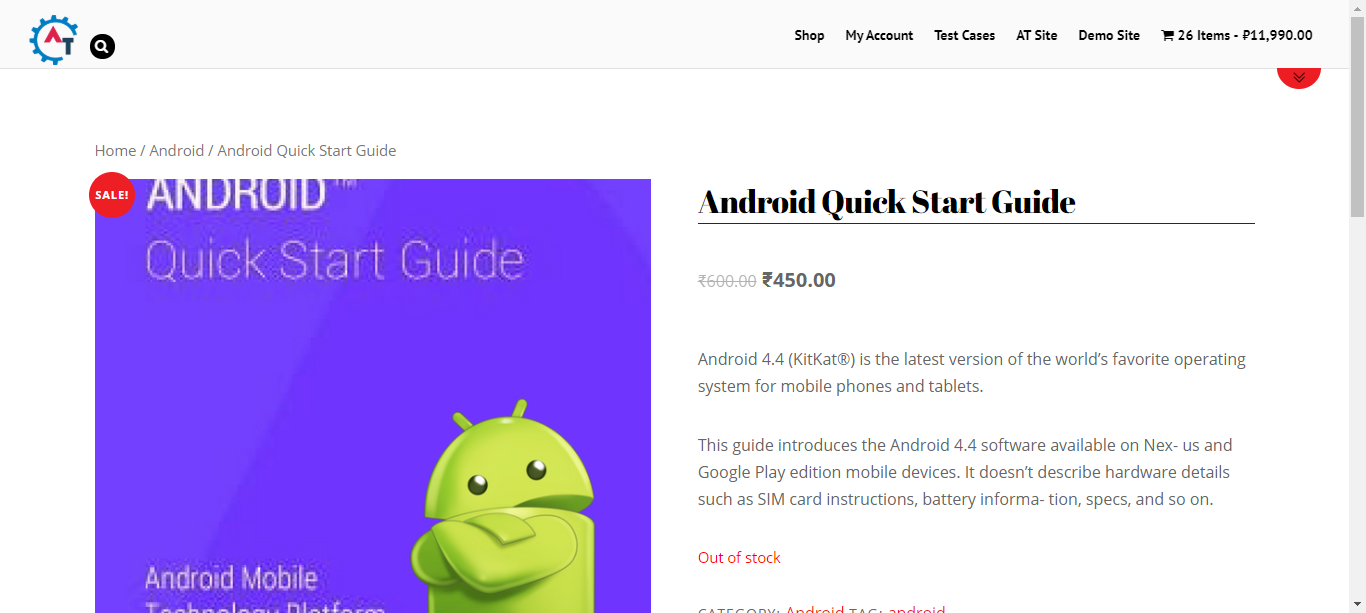 AT
Shop My Account Test Cases AT Site Demo Site 26 Items - ₽11,990.00
Home / Android / Android Quick Start Guide
SALE!
ANDROID™
Quick Start Guide
Android Mobile
Technology Platform
Android Quick Start Guide
₹600.00 ₹450.00
Android 4.4 (KitKat®) is the latest version of the world’s favorite operating
system for mobile phones and tablets.
This guide introduces the Android 4.4 software available on Nex- us and
Google Play edition mobile devices. It doesn’t describe hardware details
such as SIM card instructions, battery informa- tion, specs, and so on.
Out of stock
CATEGORY: Android TAG: android